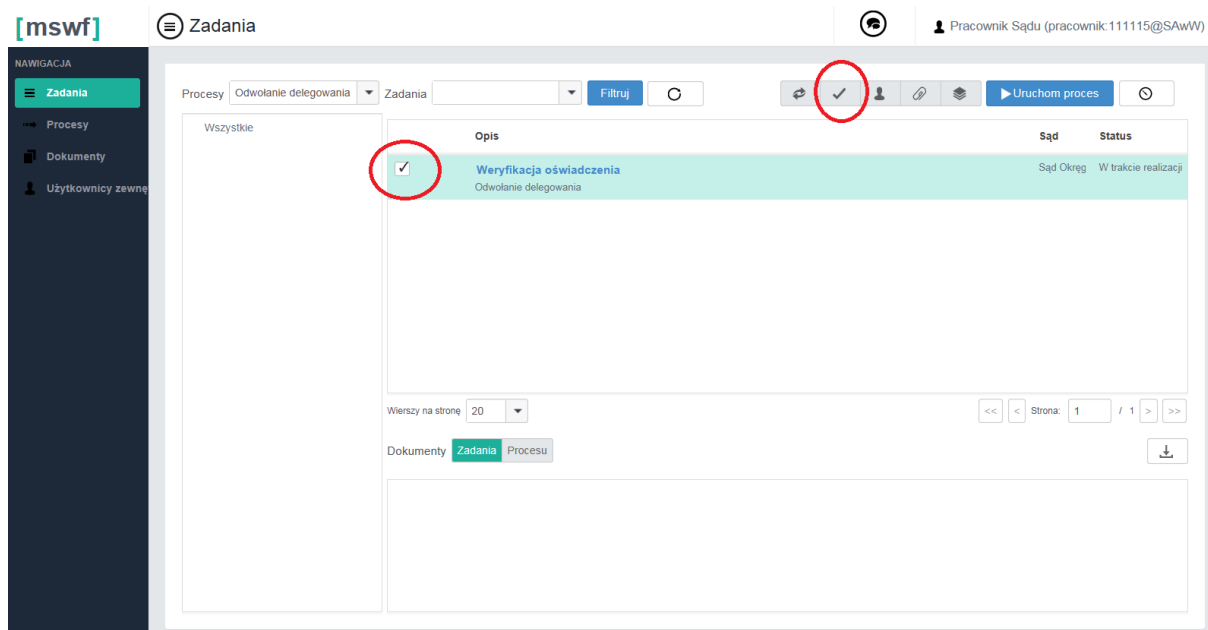 [mswf]
Zadania
Pracownik Sądu (pracownik:111115@SAwW)
NAWIGACJA
Zadania
Procesy
Dokumenty
Użytkownicy zewnę
Procesy Odwołanie delegowania Zadania Filtruj Uruchom proces
Wszystkie
Opis Sąd Status
Weryfikacja oświadczenia Sąd Okręg W trakcie realizacji
Odwołanie delegowania
Wierszy na stronę 20 << < Strona: 1 / 1 > >>
Dokumenty Zadania Procesu